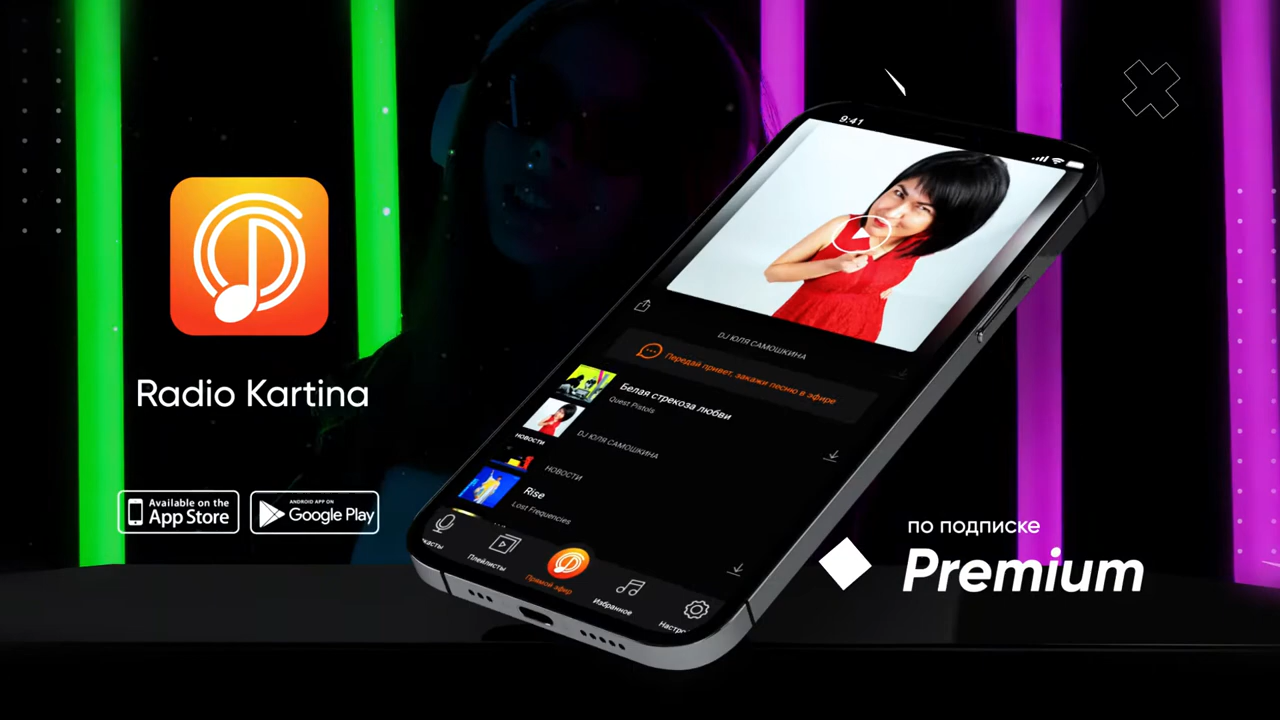 Radio Kartina
Available on the
App Store
ANDROID APP ON
Google Play
9:41
DJ ЮЛЯ САМОШКИНА
Передай привет, закажи песню в эфире
Белая стрекоза любви
Quest Pistols
НОВОСТИ
DJ ЮЛЯ САМОШКИНА
НОВОСТИ
Rise
Lost Frequencies
Плейлисты
Прямой эфир
Избранное
по подписке
Premium